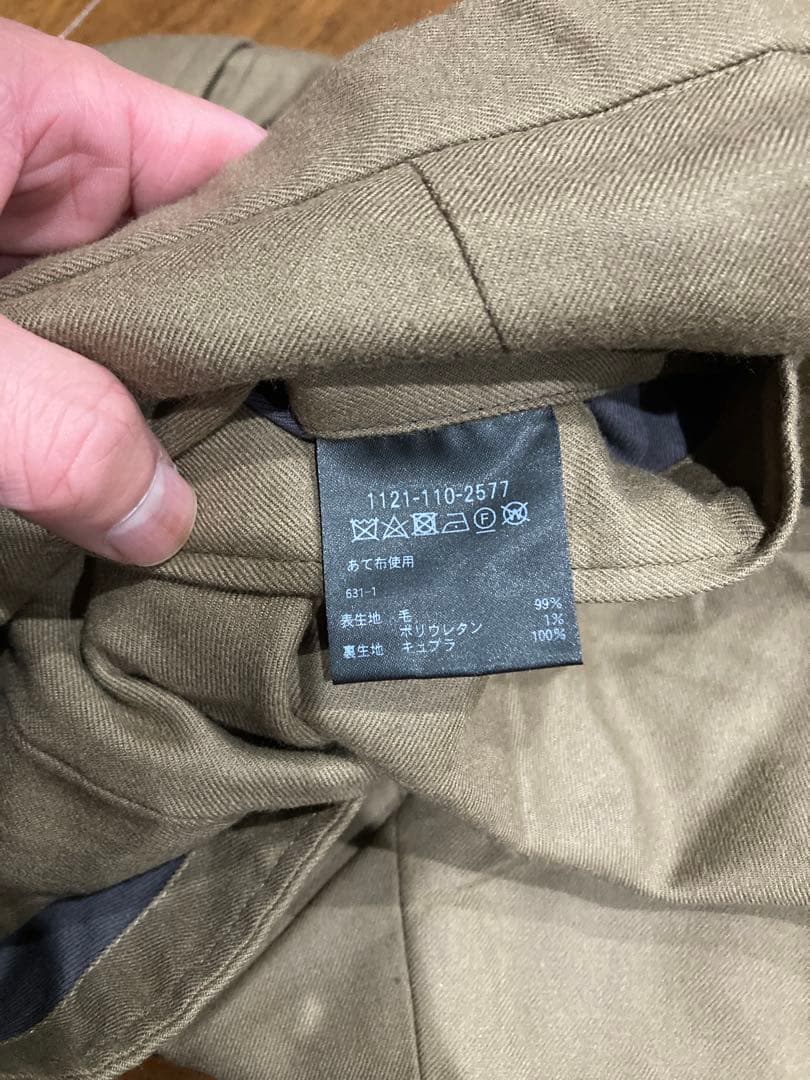 1121-110-2577
あて布使用
631-1
表生地 毛 99%
ポリウレタン 1%
裏生地 キュプラ 100%